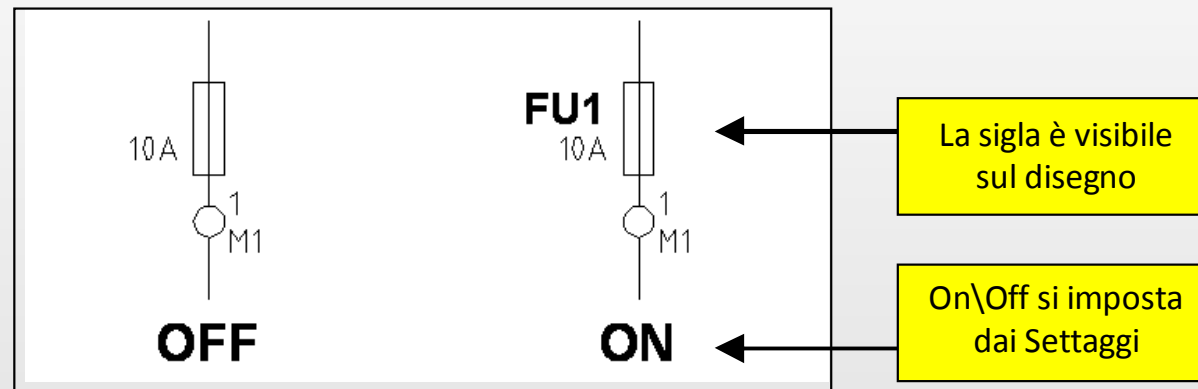 10A
1
M1
OFF
FU1
10A
1
M1
ON
La sigla è visibile
sul disegno
On\Off si imposta
dai Settaggi